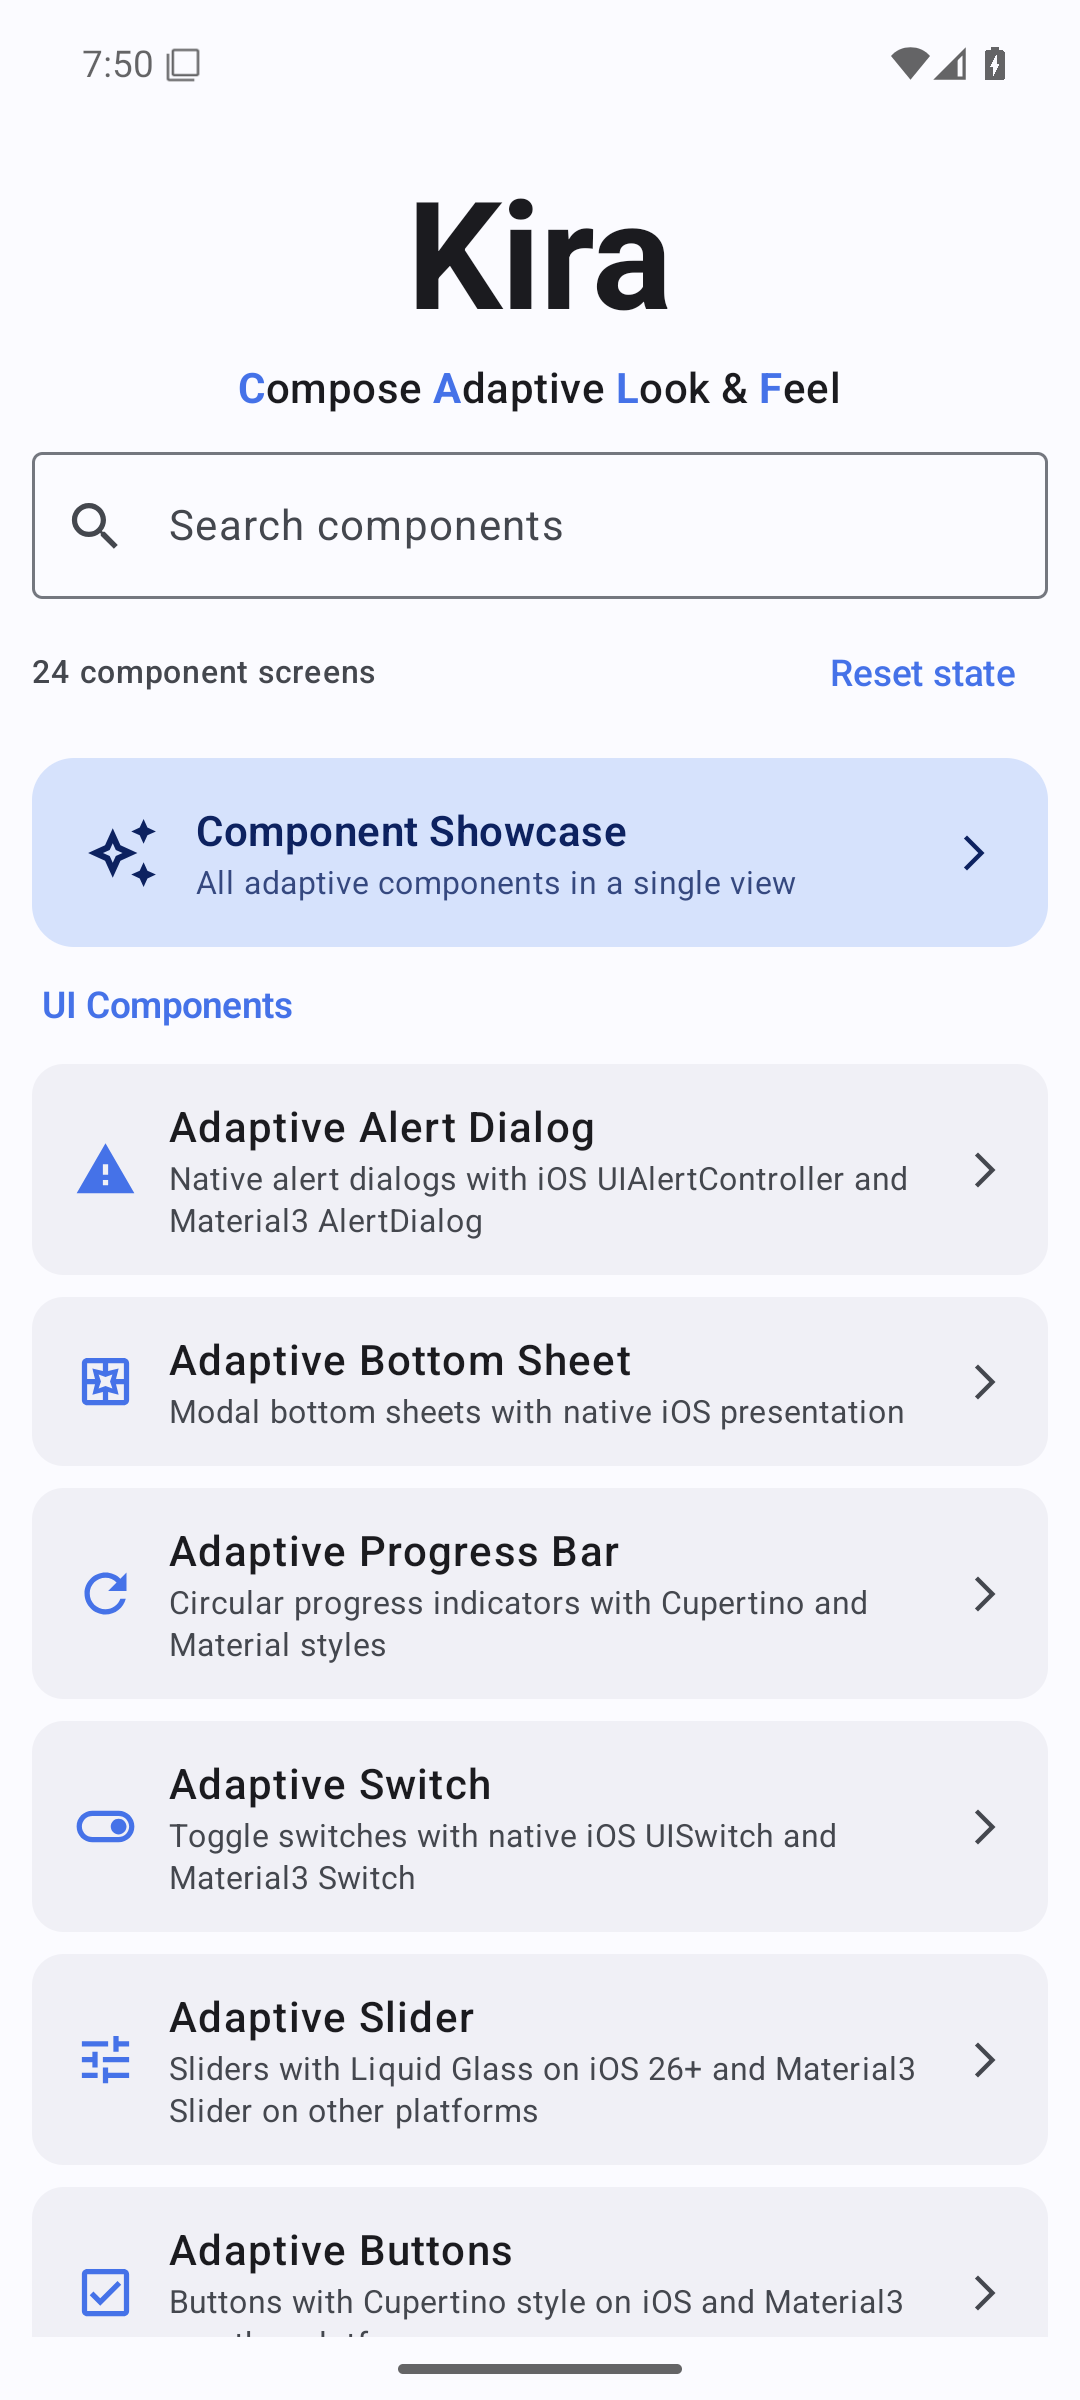 7:50
Kira
Compose Adaptive Look & Feel
Search components
24 component screens
Reset state
Component Showcase
All adaptive components in a single view
UI Components
Adaptive Alert Dialog
Native alert dialogs with iOS UIAlertController and
Material3 AlertDialog
Adaptive Bottom Sheet
Modal bottom sheets with native iOS presentation
Adaptive Progress Bar
Circular progress indicators with Cupertino and
Material styles
Adaptive Switch
Toggle switches with native iOS UISwitch and
Material3 Switch
Adaptive Slider
Sliders with Liquid Glass on iOS 26+ and Material3
Slider on other platforms
Adaptive Buttons
Buttons with Cupertino style on iOS and Material3